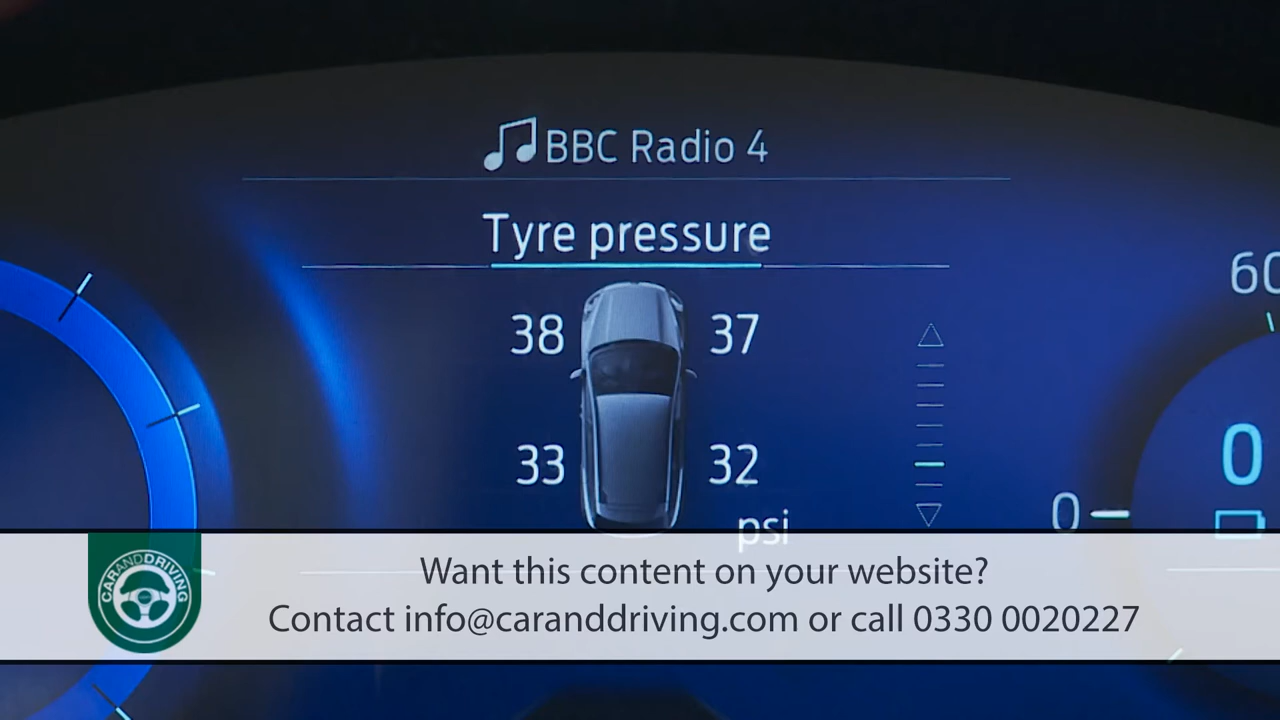 BBC Radio 4
Tyre pressure
60
38 37
33 32
0
0
psi
CARANDDRIVING
Want this content on your website?
Contact info@caranddriving.com or call 0330 0020227